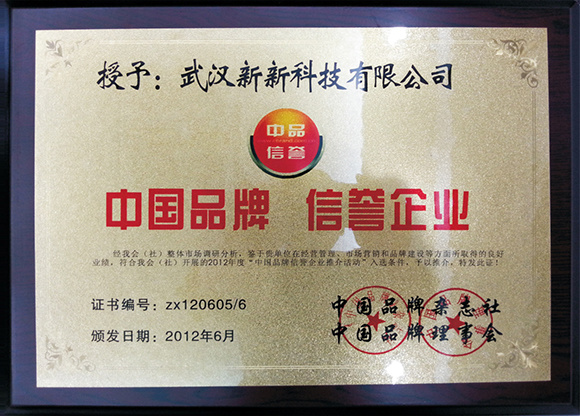 授予：武汉新新科技有限公司
中品
信誉
中国品牌 信誉企业
经我会（社）整体市场调研分析，鉴于贵单位在经营管理、市场营销和品牌建设等方面所取得的良好
业绩，符合我会（社）开展的2012年度“中国品牌信誉企业推介活动”入选条件，予以推介，特发此证！
证书编号：zx120605/6
中国品牌杂志社
颁发日期：2012年6月
中国品牌理事会